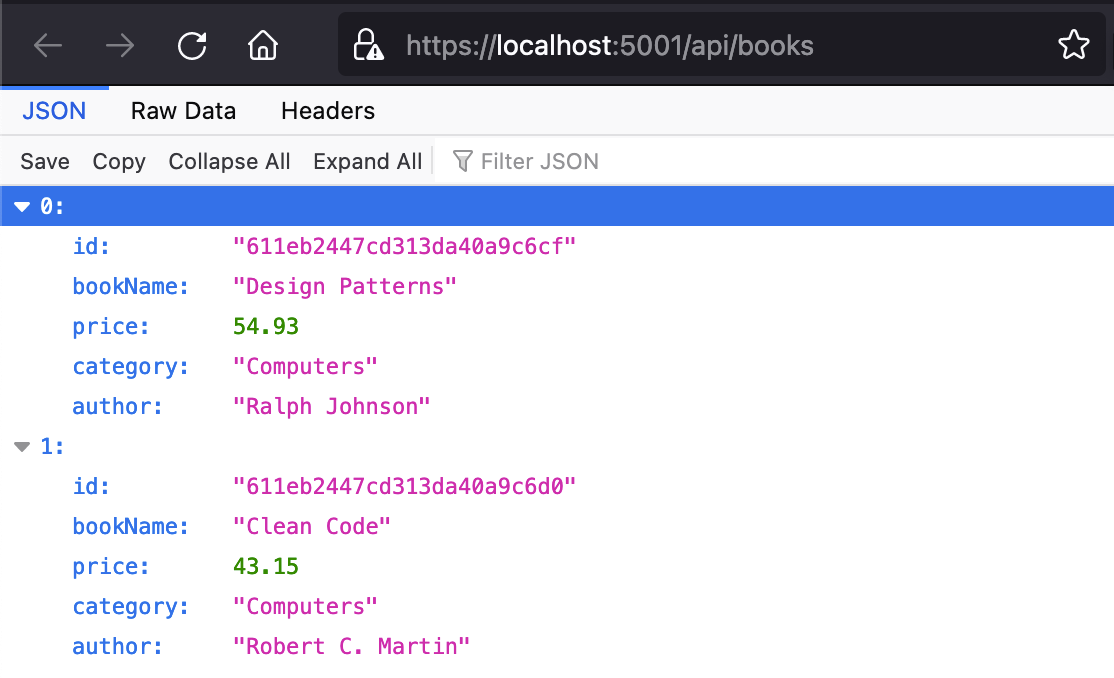 https://localhost:5001/api/books
JSON Raw Data Headers
Save Copy Collapse All Expand All Filter JSON
0:
id: "611eb2447cd313da40a9c6cf"
bookName: "Design Patterns"
price: 54.93
category: "Computers"
author: "Ralph Johnson"
1:
id: "611eb2447cd313da40a9c6d0"
bookName: "Clean Code"
price: 43.15
category: "Computers"
author: "Robert C. Martin"